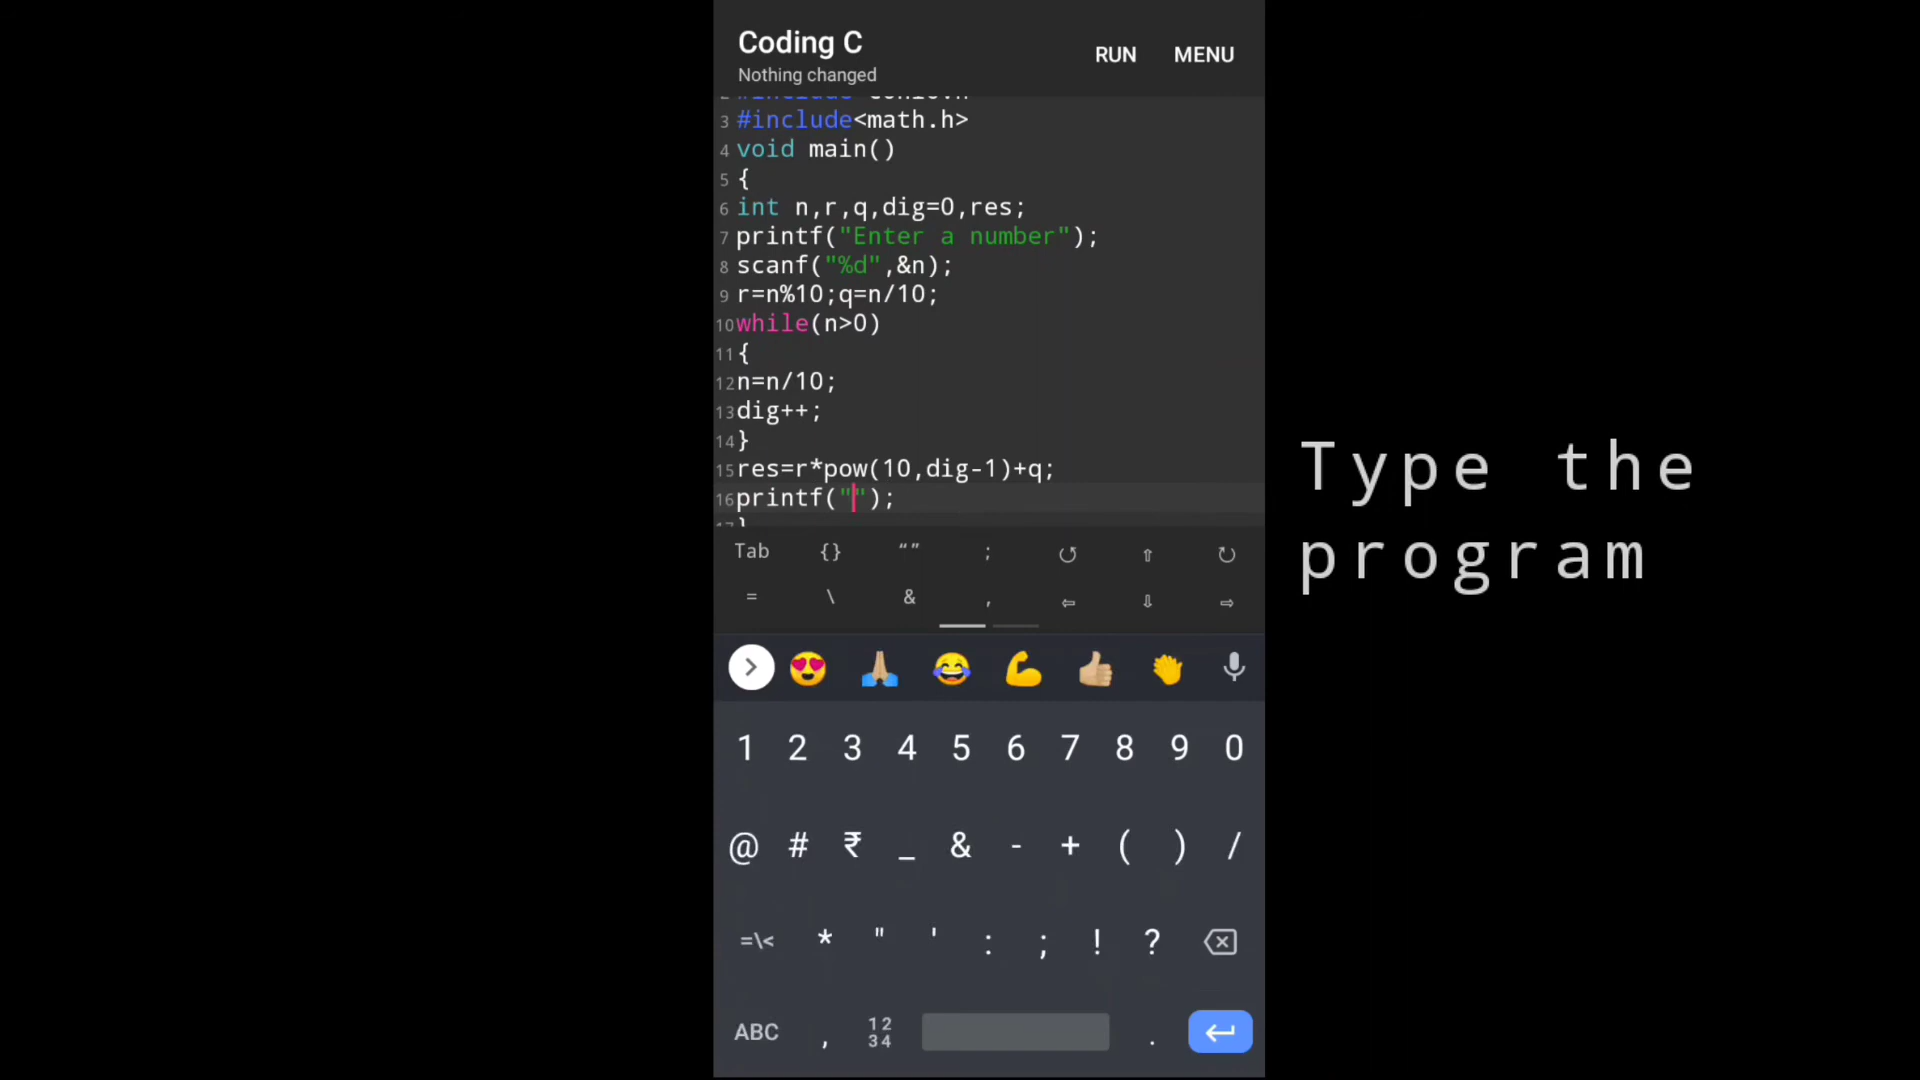 Coding C
Nothing changed
RUN MENU
3 #include<math.h>
4 void main()
5 {
6 int n,r,q,dig=0,res;
7 printf("Enter a number");
8 scanf("%d",&n);
9 r=n%10;q=n/10;
10 while(n>0)
11 {
12 n=n/10;
13 dig++;
14 }
15 res=r*pow(10,dig-1)+q;
16 printf("");
Tab {} “” ; 
= \ & ,
1 2 3 4 5 6 7 8 9 0
@ # ₹ _ & - + ( ) /
=\< * " ' : ; ! ?
ABC , 12 34 .
Type the
program